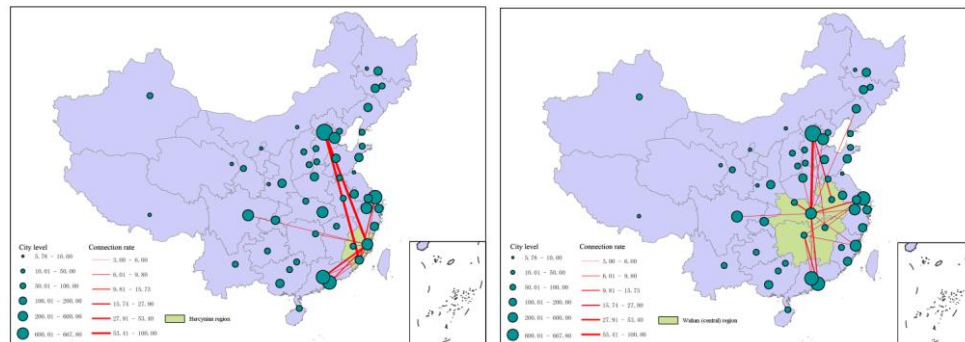 City level
Connection rate
5.78 - 10.00
3.00 - 6.00
10.01 - 50.00
6.01 - 9.80
50.01 - 100.00
9.81 - 15.73
100.01 - 200.00
15.74 - 27.90
200.01 - 600.00
27.91 - 53.40
600.01 - 667.00
53.41 - 100.00
Hercynian region
City level
Connection rate
5.78 - 10.00
3.00 - 6.00
10.01 - 50.00
6.01 - 9.80
50.01 - 100.00
9.81 - 15.73
100.01 - 200.00
15.74 - 27.90
200.01 - 600.00
27.91 - 53.40
600.01 - 667.00
53.41 - 100.00
Wuhan (central) region